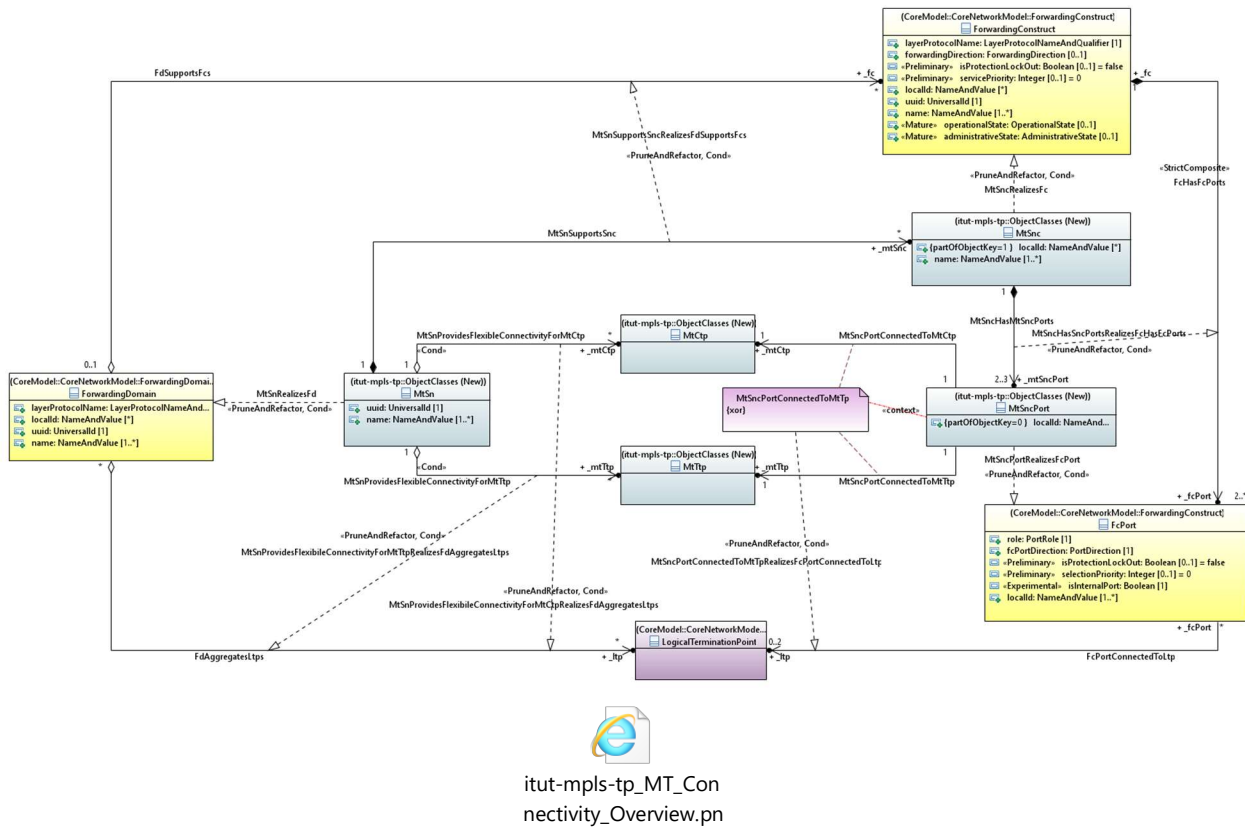 (CoreModel::CoreNetworkModel::ForwardingConstruct)
ForwardingConstruct
layerProtocolName: LayerProtocolNameAndQualifier [1]
forwardingDirection: ForwardingDirection [0..1]
«Preliminary» isProtectionLockOut: Boolean [0..1] = false
«Preliminary» servicePriority: Integer [0..1] = 0
localId: NameAndValue [*]
uuid: UniversalId [1]
name: NameAndValue [1..*]
«Mature» operationalState: OperationalState [0..1]
«Mature» administrativeState: AdministrativeState [0..1]
FdSupportsFcs
+ _fc
*
+ _fc
1
MtSnSupportsSncRealizesFdSupportsFcs
«PruneAndRefactor, Cond»
«PruneAndRefactor, Cond»
MtSncRealizesFc
«StrictComposite»
FcHasFcPorts
(itut-mpls-tp::ObjectClasses (New))
MtSnc
{partOfObjectKey=1 } localId: NameAndValue [*]
name: NameAndValue [1..*]
MtSnSupportsSnc
*
+ _mtSnc
1
MtSncHasMtSncPorts
MtSncHasSncPortsRealizesFcHasFcPorts
«PruneAndRefactor, Cond»
MtSnProvidesFlexibleConnectivityForMtCtp
*
«Cond»
+ _mtCtp
(itut-mpls-tp::ObjectClasses (New))
MtCtp
1
MtSncPortConnectedToMtCtp
+ _mtCtp
0..1
1
1
1
2..3
+ _mtSncPort
(CoreModel::CoreNetworkModel::ForwardingDomai...
ForwardingDomain
layerProtocolName: LayerProtocolNameAnd...
localId: NameAndValue [*]
uuid: UniversalId [1]
name: NameAndValue [1..*]
MtSnRealizesFd
«PruneAndRefactor, Cond»
(itut-mpls-tp::ObjectClasses (New))
MtSn
uuid: UniversalId [1]
name: NameAndValue [1..*]
MtSncPortConnectedToMtTp
{xor}
«context»
(itut-mpls-tp::ObjectClasses (New))
MtSncPort
{partOfObjectKey=0 } localId: NameAnd...
*
1
«Cond»
+ _mtTtp
*
MtSnProvidesFlexibleConnectivityForMtTtp
(itut-mpls-tp::ObjectClasses (New))
MtTtp
+ _mtTtp
1
MtSncPortConnectedToMtTtp
1
MtSncPortRealizesFcPort
«PruneAndRefactor, Cond»
+ _fcPort
(CoreModel::CoreNetworkModel::ForwardingConstruct)
FcPort
role: PortRole [1]
fcPortDirection: PortDirection [1]
«Preliminary» isProtectionLockOut: Boolean [0..1] = false
«Preliminary» selectionPriority: Integer [0..1] = 0
«Experimental» isInternalPort: Boolean [1]
localId: NameAndValue [1..*]
«PruneAndRefactor, Cond»
MtSnProvidesFlexibileConnectivityForMtTtpRealizesFdAggregatesLtps
«PruneAndRefactor, Cond»
MtSncPortConnectedToMtTpRealizesFcPortConnectedToLtp
«PruneAndRefactor, Cond»
MtSnProvidesFlexibleConnectivityForMtCtpRealizesFdAggregatesLtps
(CoreModel::CoreNetworkMode...
LogicalTerminationPoint
FdAggregatesLtps
*
+ _ltp
0..2
+ _ltp
FcPortConnectedToLtp
+ _fcPort
*
itut-mpls-tp_MT_Con
nectivity_Overview.pn